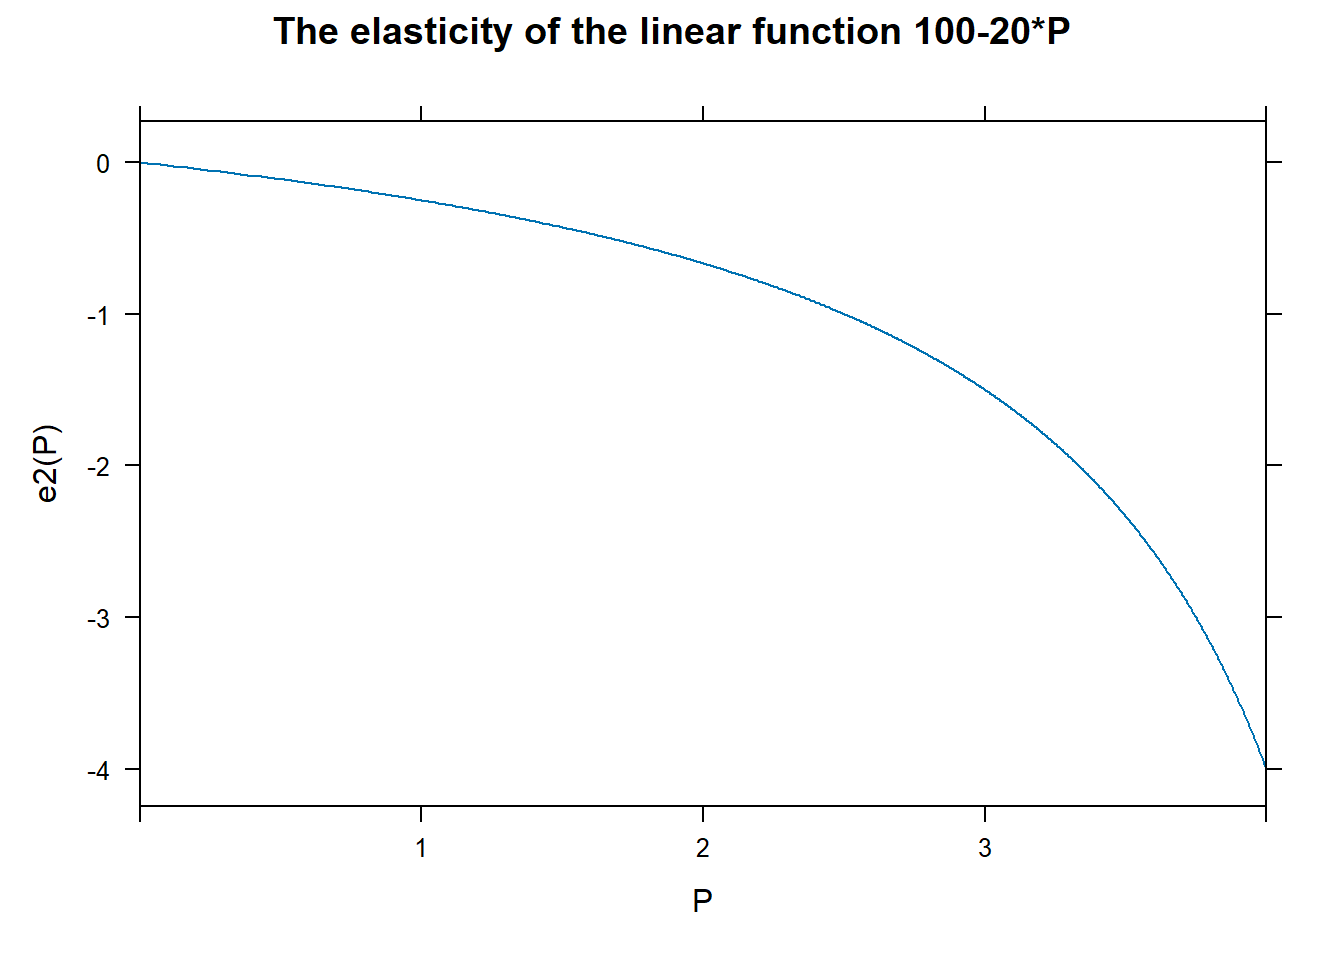 The elasticity of the linear function 100-20*P
0
-1
-2
-3
-4
e2(P)
1
2
3
P